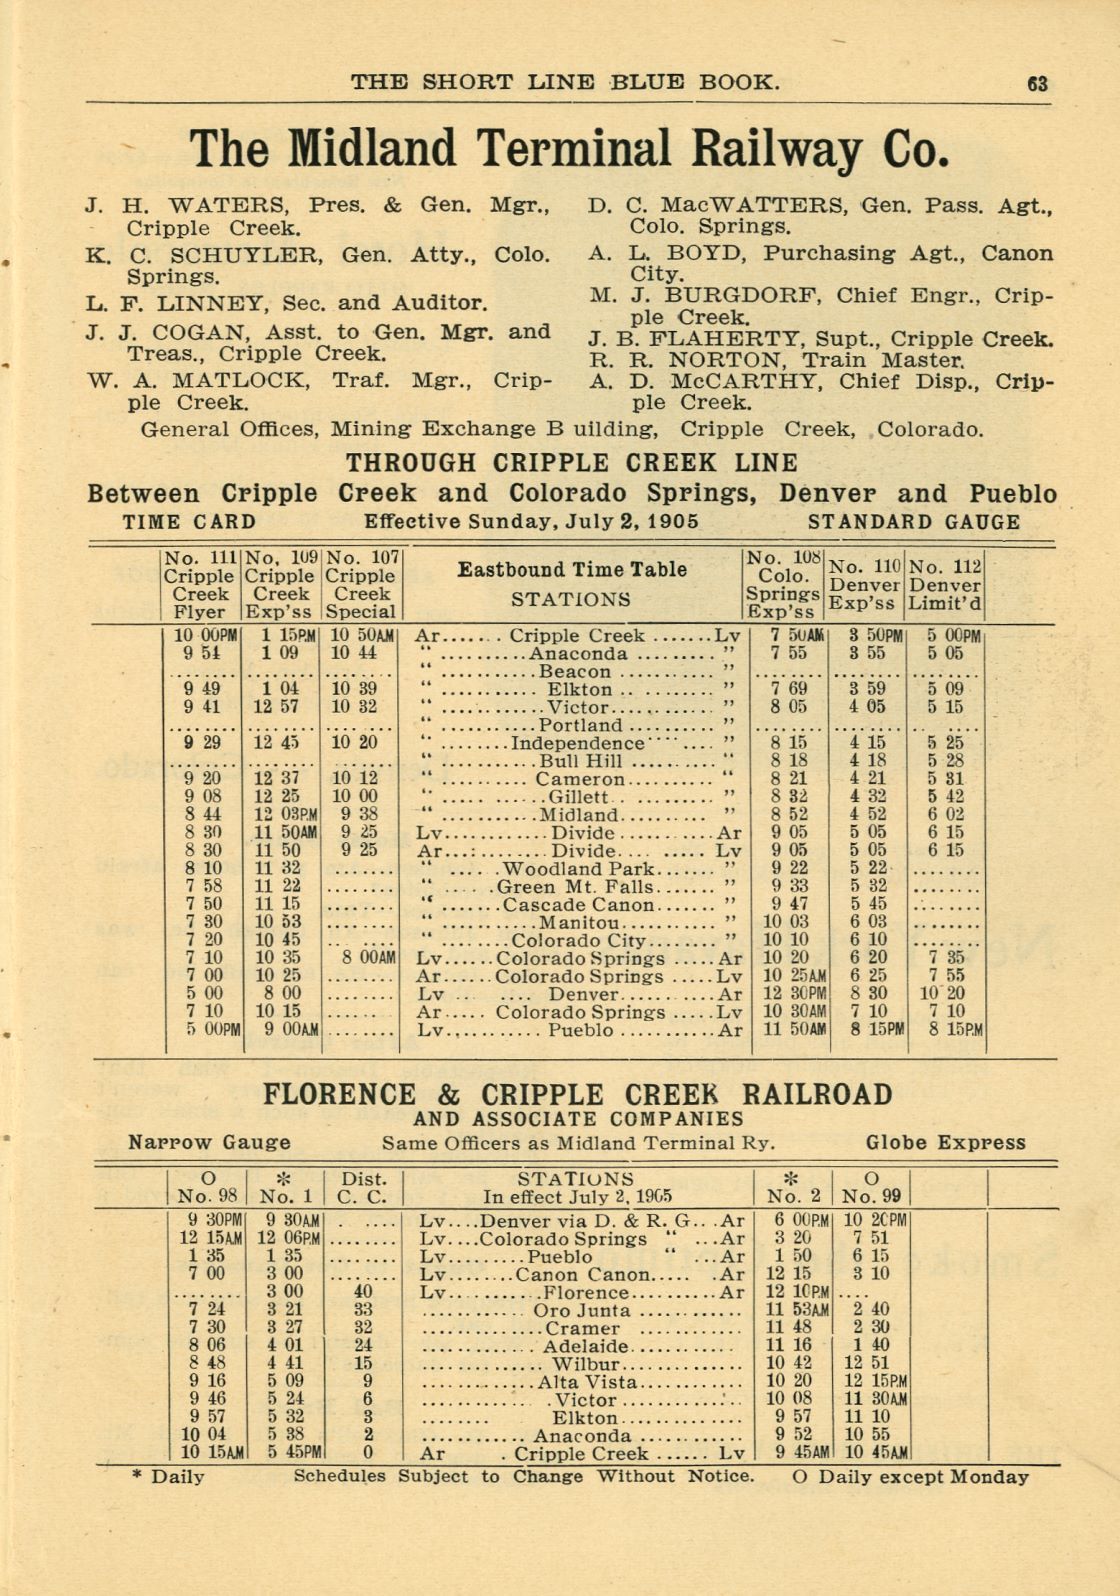 THE SHORT LINE BLUE BOOK. 63
The Midland Terminal Railway Co.
J. H. WATERS, Pres. & Gen. Mgr.,
Cripple Creek.
K. C. SCHUYLER, Gen. Atty., Colo.
Springs.
L. F. LINNEY, Sec. and Auditor.
J. J. COGAN, Asst. to Gen. Mgr. and
Treas., Cripple Creek.
W. A. MATLOCK, Traf. Mgr., Crip-
ple Creek.
D. C. MacWATTERS, Gen. Pass. Agt.,
Colo. Springs.
A. L. BOYD, Purchasing Agt., Canon
City.
M. J. BURGDORF, Chief Engr., Crip-
ple Creek.
J. B. FLAHERTY, Supt., Cripple Creek.
R. R. NORTON, Train Master.
A. D. McCARTHY, Chief Disp., Crip-
ple Creek.
General Offices, Mining Exchange B uilding, Cripple Creek, Colorado.
THROUGH CRIPPLE CREEK LINE
Between Cripple Creek and Colorado Springs, Denver and Pueblo
TIME CARD Effective Sunday, July 2, 1905 STANDARD GAUGE
No. 111 Cripple Creek Flyer | No. 109 Cripple Creek Exp'ss | No. 107 Cripple Creek Special | Eastbound Time Table STATIONS | No. 108 Colo. Springs Exp'ss | No. 110 Denver Exp'ss | No. 112 Denver Limit'd
10 00PM | 1 15P.M | 10 50A.M | Ar....... Cripple Creek .......Lv | 7 50AM | 3 50PM | 5 00PM
9 54 | 1 09 | 10 44 | " ..........Anaconda ......... " | 7 55 | 3 55 | 5 05
........ | ........ | ........ | " ...........Beacon ........... " | ........ | ........ | ........
9 49 | 1 04 | 10 39 | " ........... Elkton .. ........ " | 7 69 | 3 59 | 5 09
9 41 | 12 57 | 10 32 | " ............Victor............ " | 8 05 | 4 05 | 5 15
........ | ........ | ........ | " ...........Portland .......... " | ........ | ........ | ........
9 29 | 12 45 | 10 20 | " ........Independence........ " | 8 15 | 4 15 | 5 25
........ | ........ | ........ | " ...........Bull Hill .......... " | 8 18 | 4 18 | 5 28
9 20 | 12 37 | 10 12 | " .......... Cameron.......... " | 8 21 | 4 21 | 5 31
9 08 | 12 25 | 10 00 | " ............Gillett.. ......... " | 8 32 | 4 32 | 5 42
8 44 | 12 03P.M | 9 38 | " ...........Midland.......... " | 8 52 | 4 52 | 6 02
8 30 | 11 50AM | 9 25 | Lv............ Divide ...........Ar | 9 05 | 5 05 | 6 15
8 30 | 11 50 | 9 25 | Ar............ Divide.... ..... Lv | 9 05 | 5 05 | 6 15
8 10 | 11 32 | ........ | " ......Woodland Park....... " | 9 22 | 5 22 | ........
7 58 | 11 22 | ........ | " ......Green Mt. Falls....... " | 9 33 | 5 32 | ........
7 50 | 11 15 | ........ | " .......Cascade Canon....... " | 9 47 | 5 45 | ........
7 30 | 10 53 | ........ | " ...........Manitou........... " | 10 03 | 6 03 | ........
7 20 | 10 45 | ........ | " ........Colorado City........ " | 10 10 | 6 10 | ........
7 10 | 10 35 | 8 00AM | Lv......Colorado Springs .....Ar | 10 20 | 6 20 | 7 35
7 00 | 10 25 | ........ | Ar......Colorado Springs .....Lv | 10 25A.M | 6 25 | 7 55
5 00 | 8 00 | ........ | Lv ... .... Denver...........Ar | 12 30PM | 8 30 | 10 20
7 10 | 10 15 | ........ | Ar..... Colorado Springs .....Lv | 10 30AM | 7 10 | 7 10
5 00PM | 9 00A.M | ........ | Lv............ Pueblo ...........Ar | 11 50AM | 8 15PM | 8 15P.M
FLORENCE & CRIPPLE CREEK RAILROAD
AND ASSOCIATE COMPANIES
Narrow Gauge Same Officers as Midland Terminal Ry. Globe Express
O No. 98 | * No. 1 | Dist. C. C. | STATIONS In effect July 2, 1905 | * No. 2 | O No. 99
9 30PM | 9 30A.M | ..... | Lv....Denver via D. & R. G...Ar | 6 00P.M | 10 20PM
12 15A.M | 12 06P.M | ........ | Lv....Colorado Springs " ...Ar | 3 20 | 7 51
1 35 | 1 35 | ........ | Lv.........Pueblo " ...Ar | 1 50 | 6 15
7 00 | 3 00 | ........ | Lv........Canon Canon..... .Ar | 12 15 | 3 10
......... | 3 00 | 40 | Lv...........Florence..........Ar | 12 10P.M | ....
7 24 | 3 21 | 33 | ............ Oro Junta ............ | 11 53A.M | 2 40
7 30 | 3 27 | 32 | ..............Cramer ............ | 11 48 | 2 30
8 06 | 4 01 | 24 | .............. Adelaide............ | 11 16 | 1 40
8 48 | 4 41 | 15 | .............. Wilbur............... | 10 42 | 12 51
9 16 | 5 09 | 9 | ..............Alta Vista............ | 10 20 | 12 15P.M
9 46 | 5 24 | 6 | ............. .Victor ............. | 10 08 | 11 30A.M
9 57 | 5 32 | 3 | ........ Elkton............... | 9 57 | 11 10
10 04 | 5 38 | 2 | ............ Anaconda ............ | 9 52 | 10 55
10 15A.M | 5 45PM | 0 | Ar . Cripple Creek ...... Lv | 9 45AM | 10 45AM
* Daily Schedules Subject to Change Without Notice. O Daily except Monday